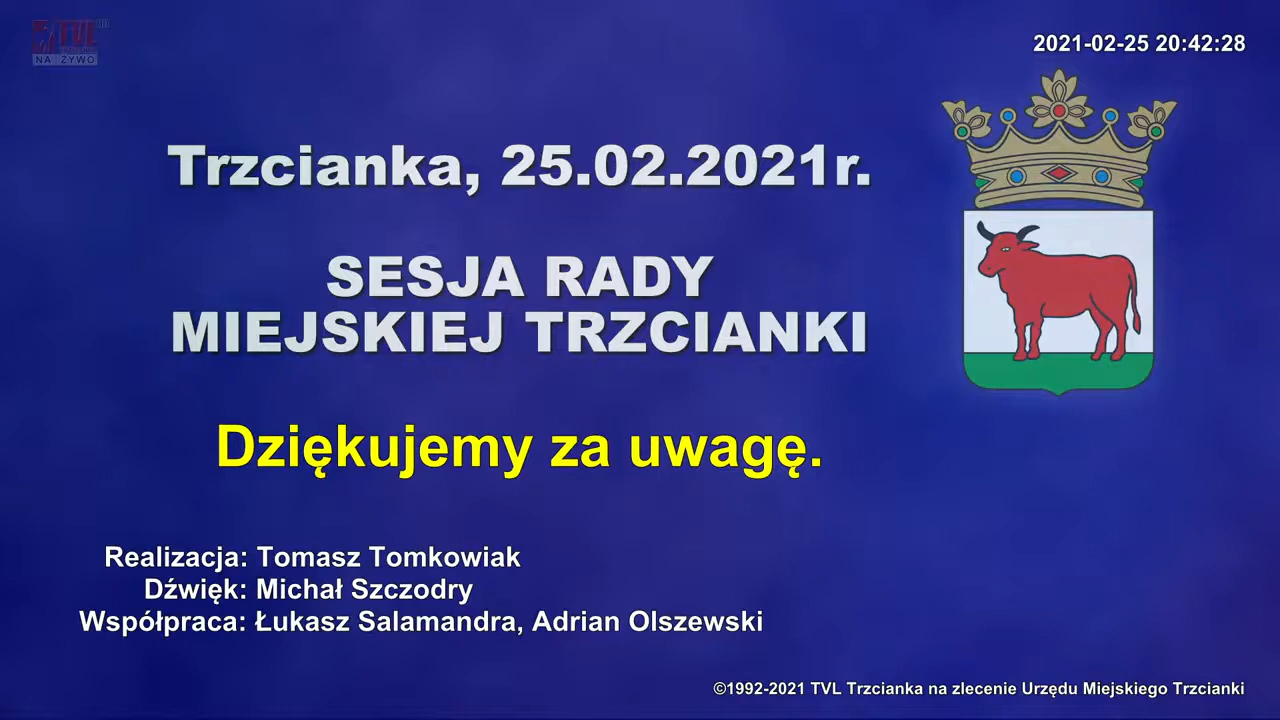 TVL
NA ŻYWO
2021-02-25 20:42:28
Trzcianka, 25.02.2021r.
SESJA RADY
MIEJSKIEJ TRZCIANKI
Dziękujemy za uwagę.
Realizacja: Tomasz Tomkowiak
Dźwięk: Michał Szczodry
Współpraca: Łukasz Salamandra, Adrian Olszewski
©1992-2021 TVL Trzcianka na zlecenie Urzędu Miejskiego Trzcianki